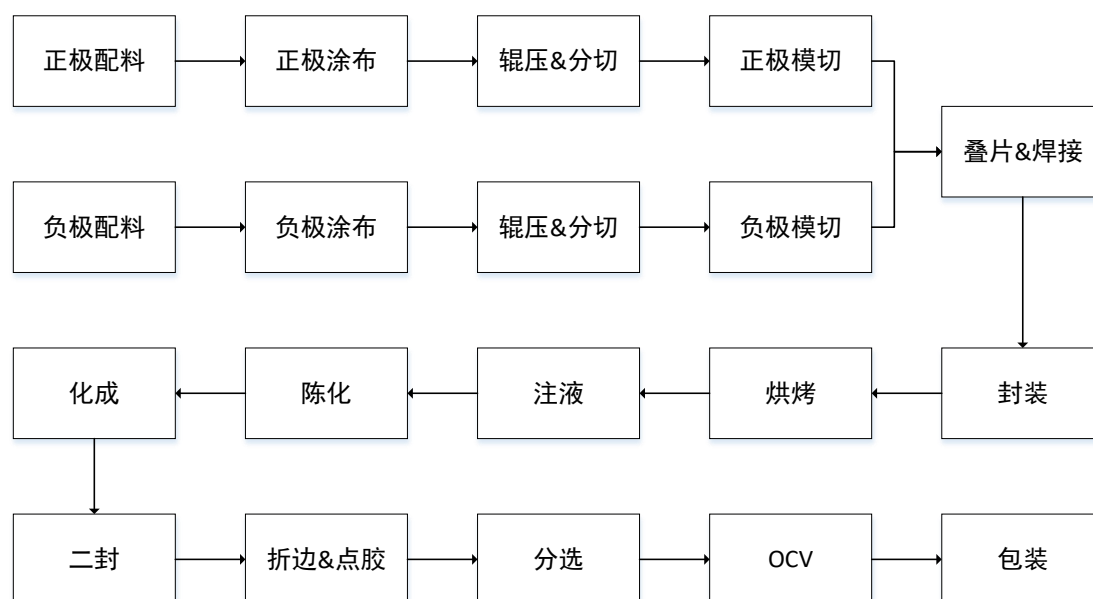 正极配料
正极涂布
辊压&分切
正极模切
叠片&焊接
负极配料
负极涂布
辊压&分切
负极模切
化成
陈化
注液
烘烤
封装
二封
折边&点胶
分选
OCV
包装